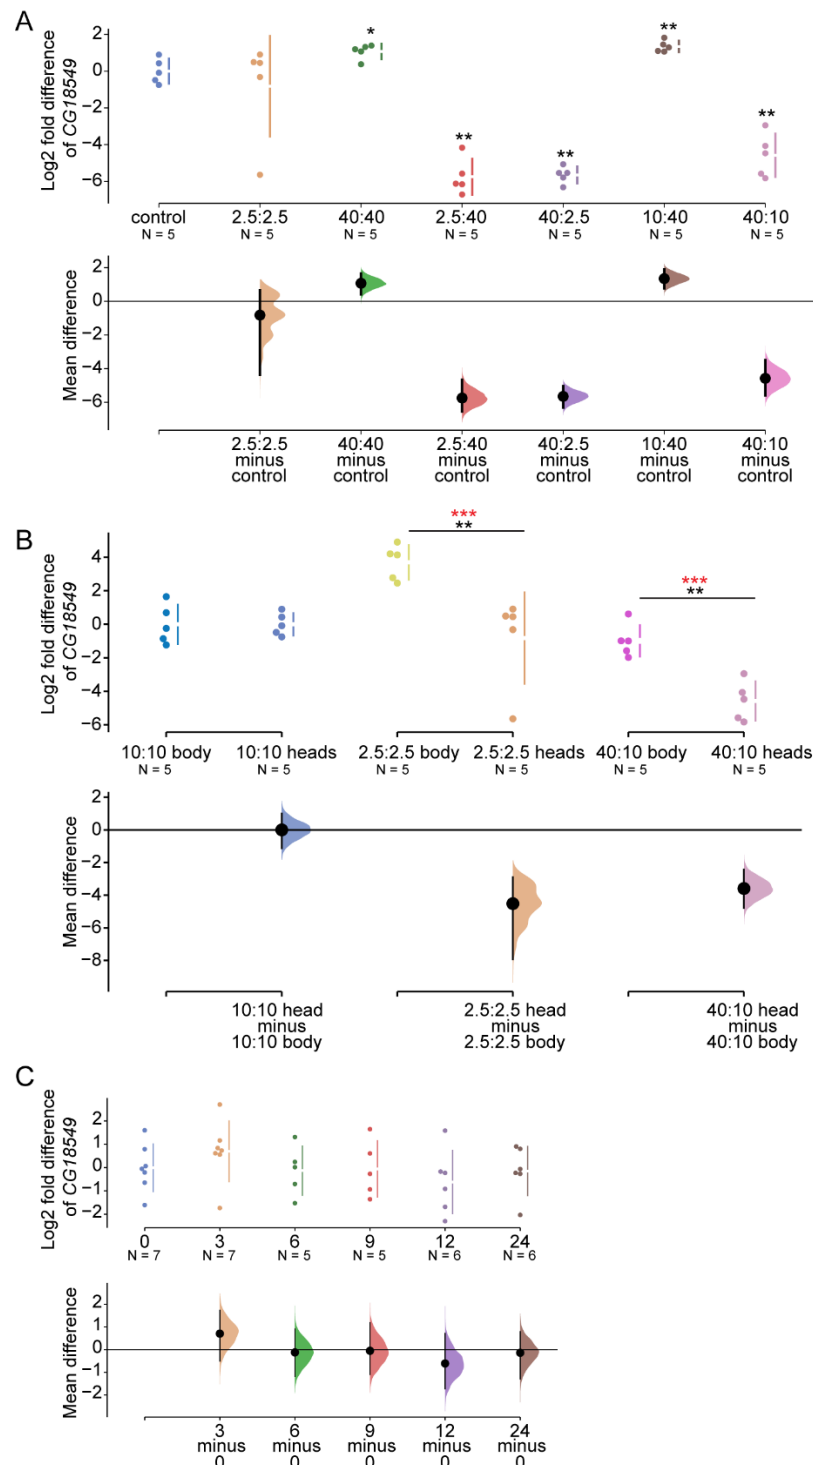 A
Log2 fold difference
of CG18549
2
0
−2
−4
−6
* ** ** ** **
control 2.5:2.5 40:40 2.5:40 40:2.5 10:40 40:10
N = 5 N = 5 N = 5 N = 5 N = 5 N = 5 N = 5
Mean difference
2
0
−2
−4
−6
2.5:2.5 40:40 2.5:40 40:2.5 10:40 40:10
minus minus minus minus minus minus
control control control control control control
B
Log2 fold difference
of CG18549
4
2
0
−2
−4
−6
***
**
***
**
10:10 body 10:10 heads 2.5:2.5 body 2.5:2.5 heads 40:10 body 40:10 heads
N = 5 N = 5 N = 5 N = 5 N = 5 N = 5
Mean difference
2
0
−2
−4
−6
−8
10:10 head 2.5:2.5 head 40:10 head
minus minus minus
10:10 body 2.5:2.5 body 40:10 body
C
Log2 fold difference
of CG18549
2
1
0
−1
−2
0 3 6 9 12 24
N = 7 N = 7 N = 5 N = 5 N = 6 N = 6
Mean difference
2
1
0
−1
−2
3 6 9 12 24
minus minus minus minus minus
0 0 0 0 0